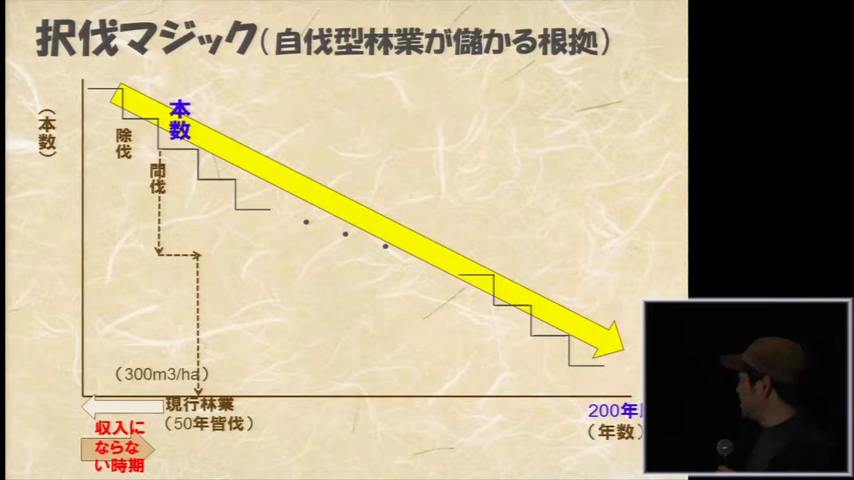 択伐マジック（自伐型林業が儲かる根拠）
（本数）
本数
除伐
間伐
（300m3/ha）
現行林業
（50年皆伐）
収入に
ならな
い時期
200年
（年数）